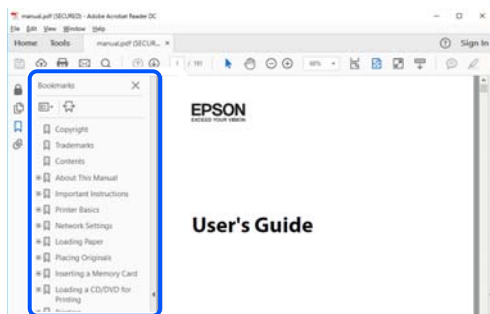 manual.pdf (SECURED) - Adobe Acrobat Reader DC
File Edit View Window Help
Home Tools manual.pdf (SECUR... × Sign In
1 / 191
Bookmarks
Copyright
Trademarks
Contents
About This Manual
Important Instructions
Printer Basics
Network Settings
Loading Paper
Placing Originals
Inserting a Memory Card
Loading a CD/DVD for
Printing
EPSON
EXCEED YOUR VISION
User's Guide